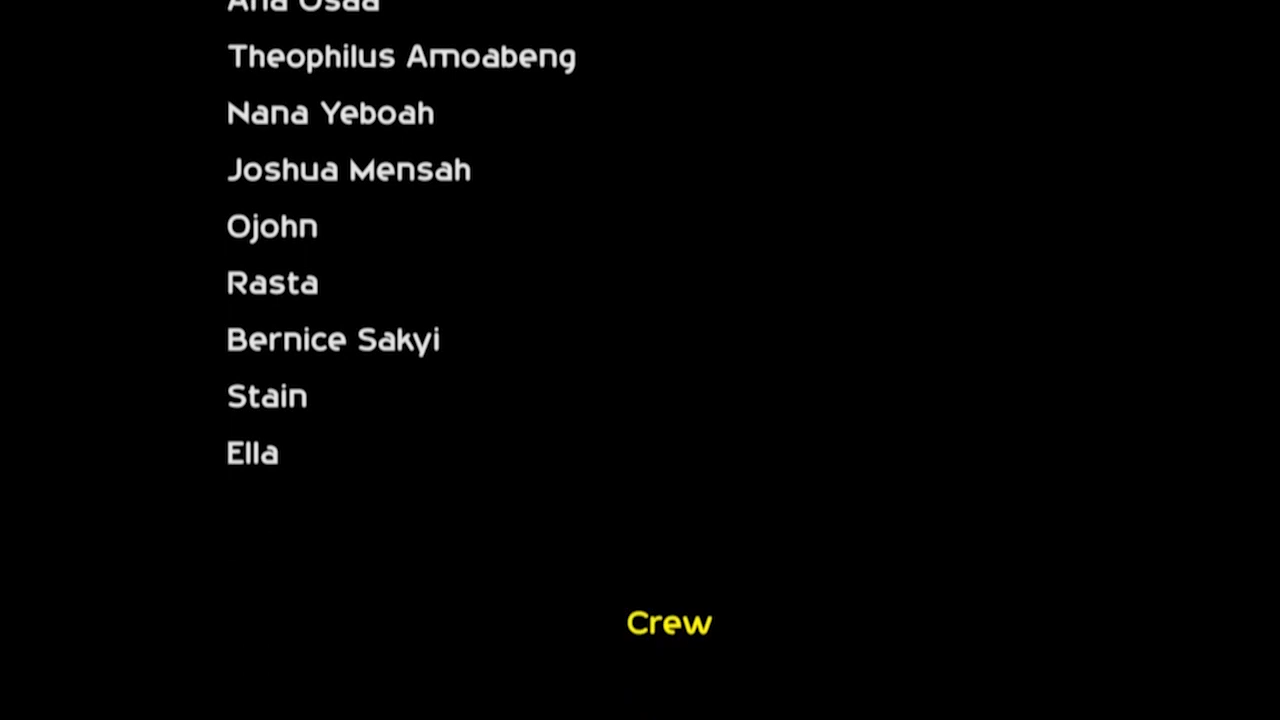 Theophilus Amoabeng
Nana Yeboah
Joshua Mensah
Ojohn
Rasta
Bernice Sakyi
Stain
Ella
Crew